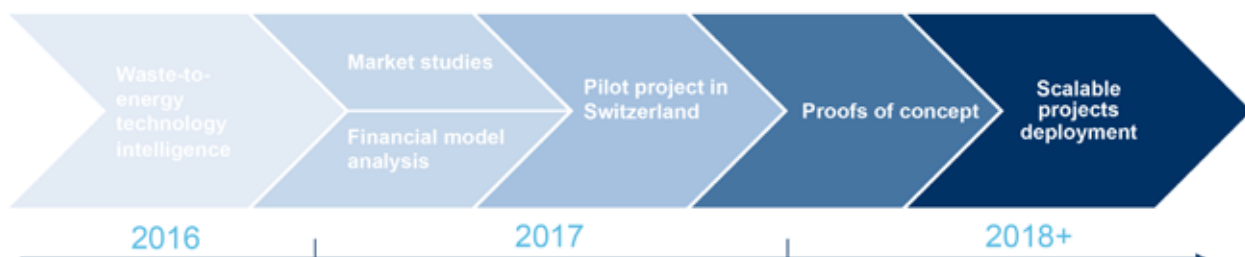 Waste-to-
energy
technology
intelligence
Market studies
Financial model
analysis
Pilot project in
Switzerland
Proofs of concept
Scalable
projects
deployment
2016
2017
2018+